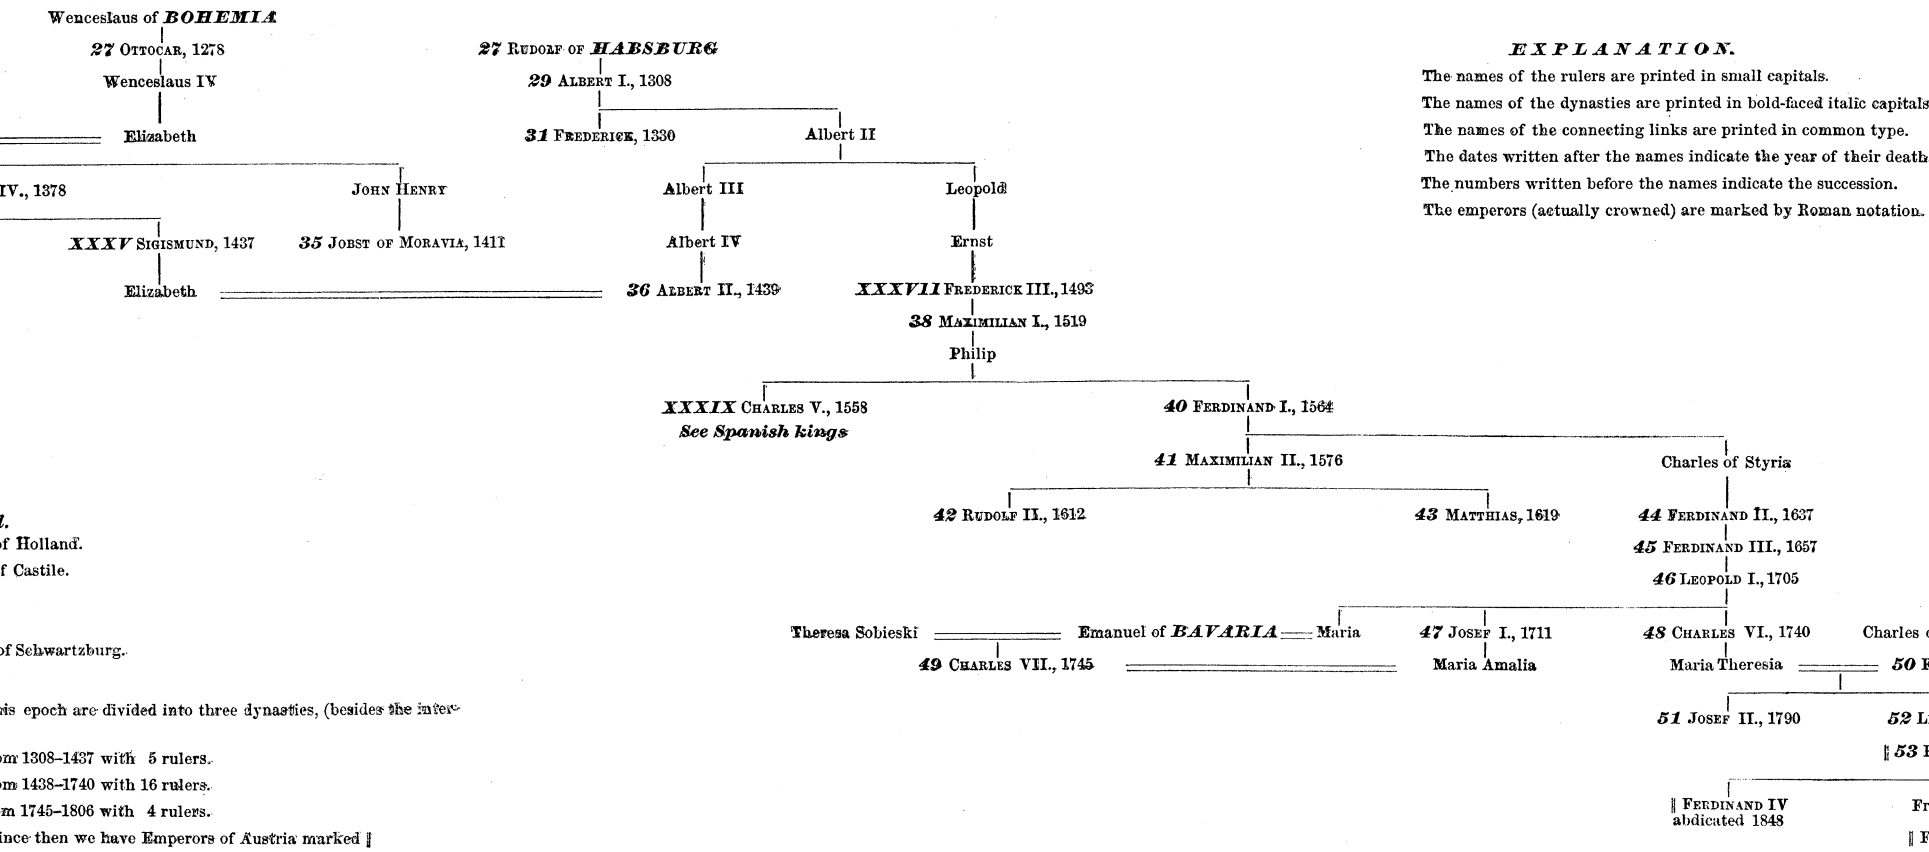 Wenceslaus of BOHEMIA
27 OTTOCAR, 1278
27 RUDOLF OF HABSBURG
EXPLANATION.
Wenceslaus IV
29 ALBERT I., 1308
The names of the rulers are printed in small capitals.
The names of the dynasties are printed in bold-faced italic capitals
Elizabeth
31 FREDERICK, 1330
Albert II
The names of the connecting links are printed in common type.
The dates written after the names indicate the year of their death
IV., 1378
JOHN HENRY
Albert III
Leopold
The numbers written before the names indicate the succession.
The emperors (actually crowned) are marked by Roman notation.
XXXV SIGISMUND, 1437
35 JOBST OF MORAVIA, 1411
Albert IV
Ernst
Elizabeth
36 ALBERT II., 1439
XXXVII FREDERICK III., 1493
38 MAXIMILIAN I., 1519
Philip
XXXIX CHARLES V., 1558
40 FERDINAND I., 1564
See Spanish kings
41 MAXIMILIAN II., 1576
Charles of Styria
42 RUDOLF II., 1612
43 MATTHIAS, 1619
44 FERDINAND II., 1637
of Holland.
45 FERDINAND III., 1657
f Castile.
46 LEOPOLD I., 1705
Theresa Sobieski
Emanuel of BAVARIA
Maria
47 JOSEF I., 1711
48 CHARLES VI., 1740
Charles
of Schwartzburg.
49 CHARLES VII., 1745
Maria Amalia
Maria Theresia
50
is epoch are divided into three dynasties, (besides the inter-
51 JOSEF II., 1790
52 L
om 1308–1437 with 5 rulers.
‖ 53
om 1438–1740 with 16 rulers.
m 1745–1806 with 4 rulers.
‖ FERDINAND IV
Fr
abdicated 1848
ince then we have Emperors of Austria marked ‖
‖ F